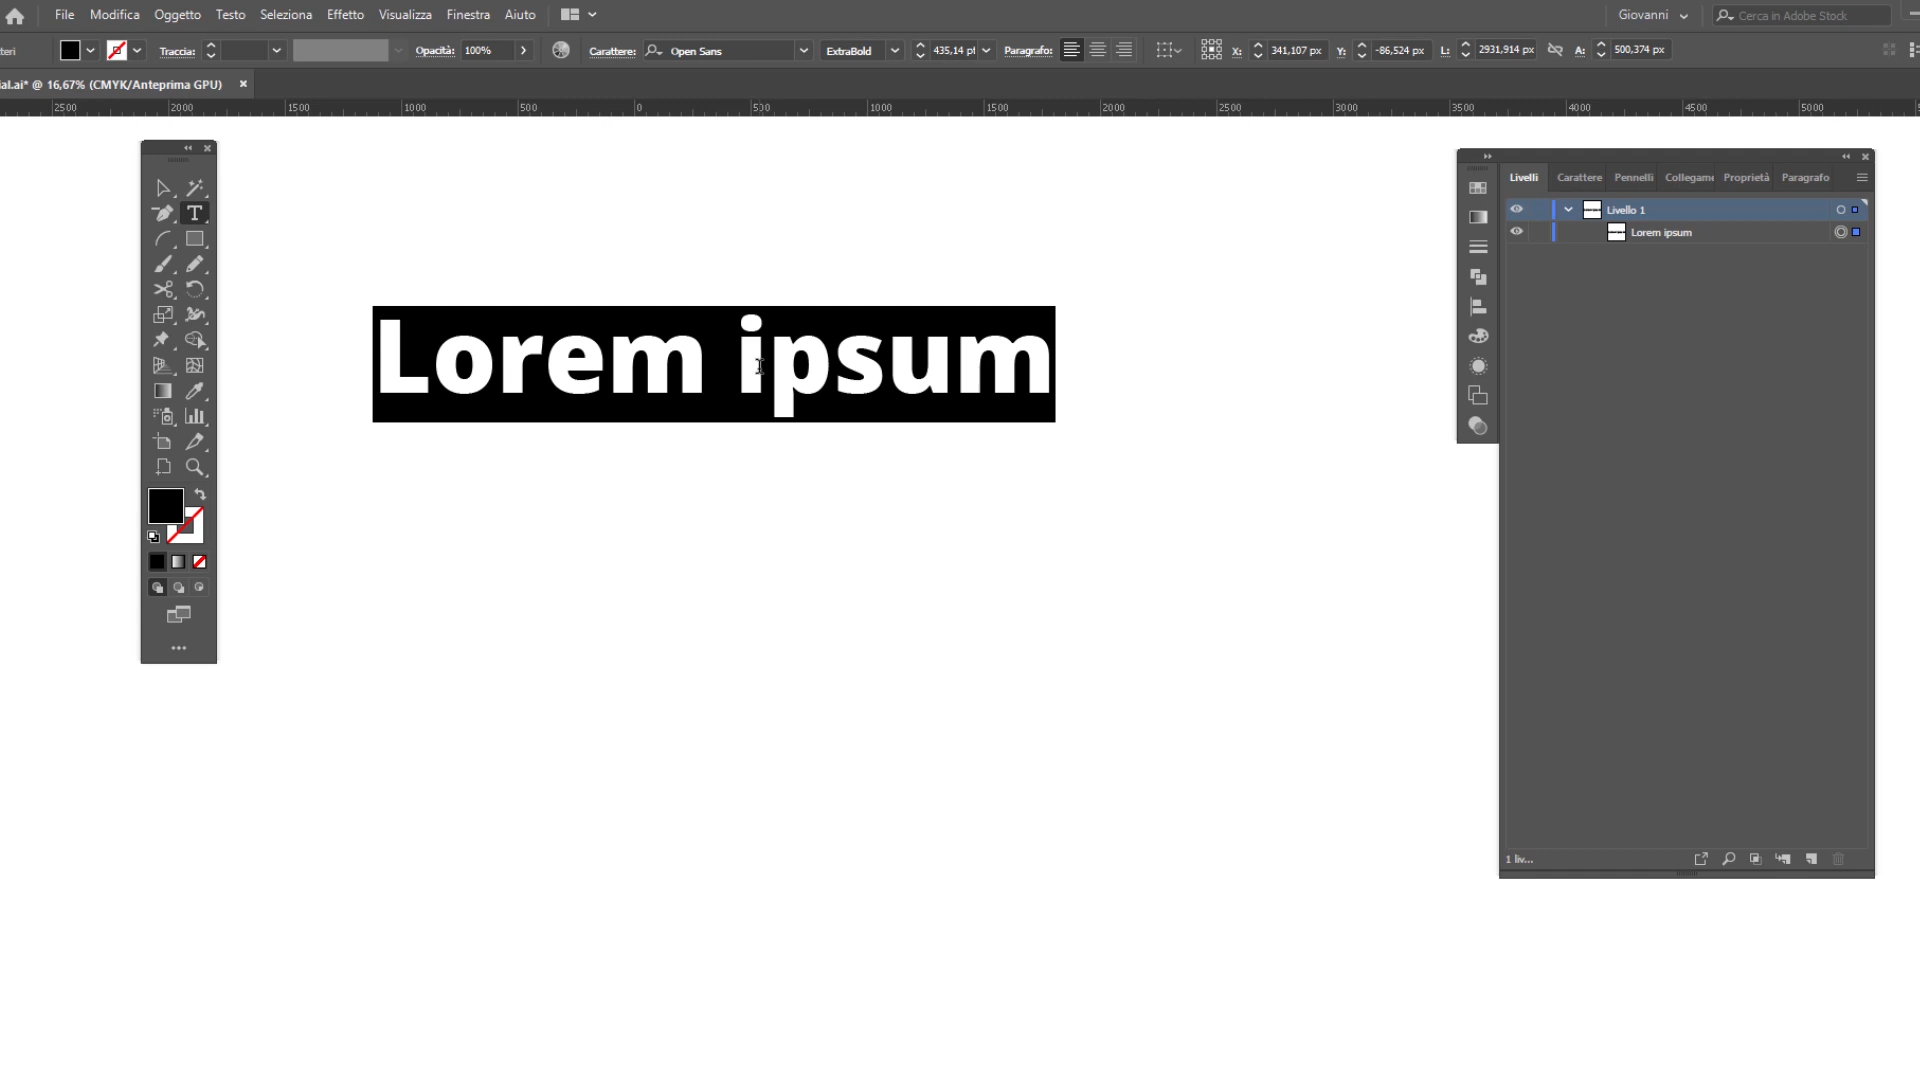 File Modifica Oggetto Testo Seleziona Effetto Visualizza Finestra Aiuto Giovanni Cerca in Adobe Stock
teri Traccia: Opacità: 100% Carattere: Open Sans ExtraBold 435,14 pt Paragrafo: X: 341,107 px Y: -86,524 px L: 2931,914 px A: 500,374 px
ial.ai* @ 16,67% (CMYK/Anteprima GPU)
2500 2000 1500 1000 500 0 500 1000 1500 2000 2500 3000 3500 4000 4500 5000
Livelli Carattere Pennelli Collegame Proprietà Paragrafo
Livello 1
Lorem ipsum
Lorem ipsum
1 liv...